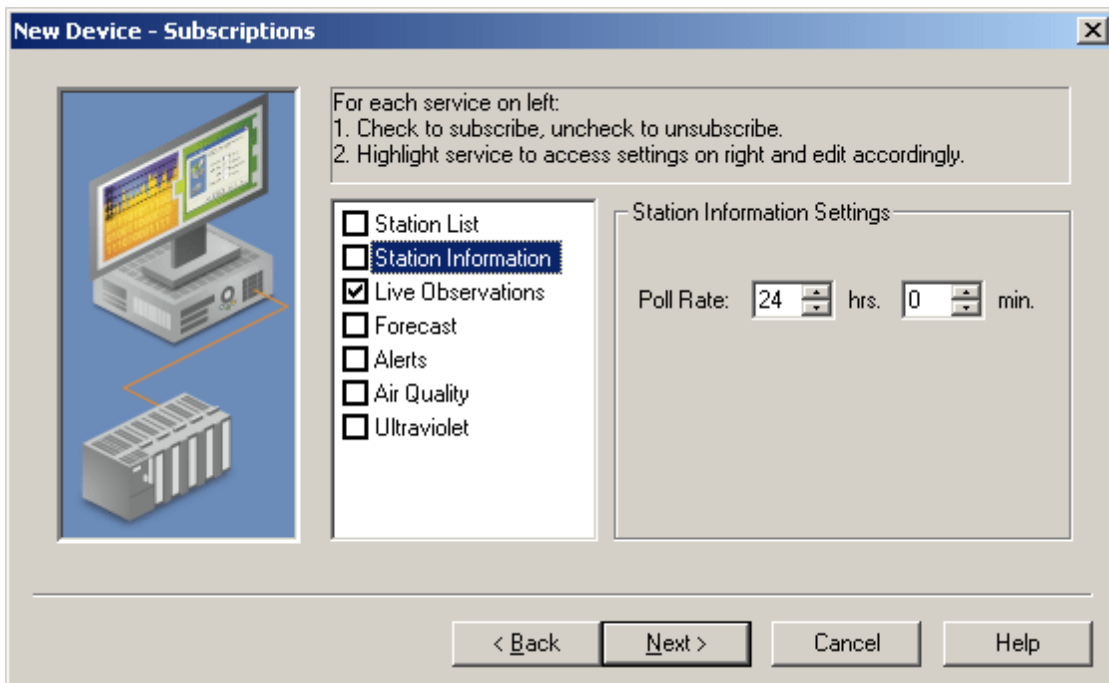 New Device - Subscriptions
For each service on left:
1. Check to subscribe, uncheck to unsubscribe.
2. Highlight service to access settings on right and edit accordingly.
Station List
Station Information
Live Observations
Forecast
Alerts
Air Quality
Ultraviolet
Station Information Settings
Poll Rate: 24 hrs. 0 min.
< Back Next > Cancel Help